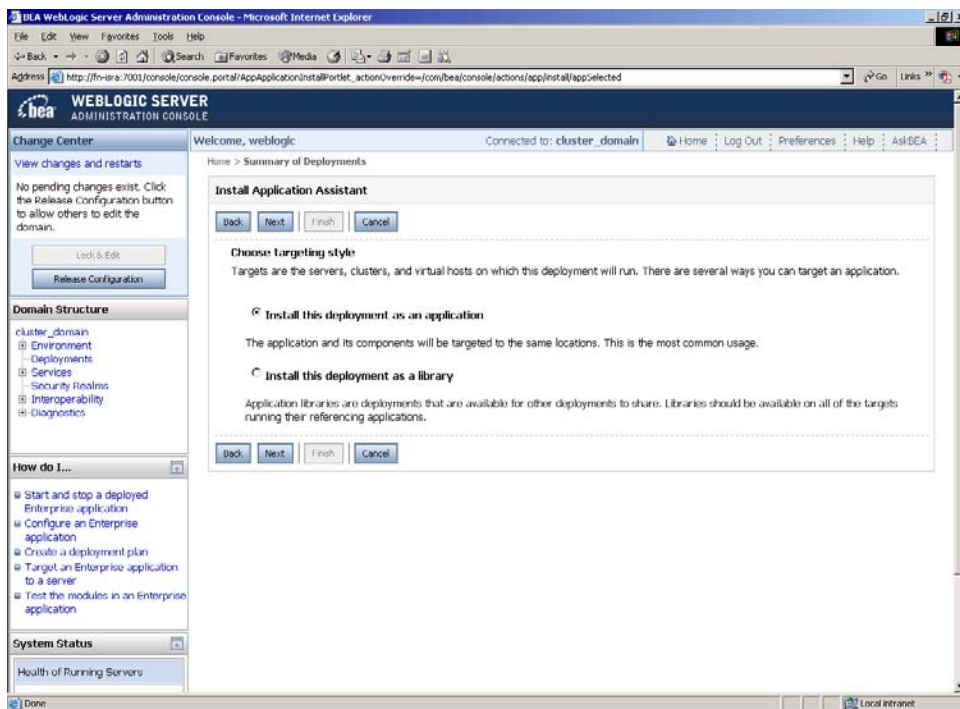 BEA WebLogic Server Administration Console - Microsoft Internet Explorer
File Edit View Favorites Tools Help
Back Search Favorites Media
Address http://fn-isra:7001/console/console.portal?AppApplicationInstallPortlet_actionOverride=/com/bea/console/actions/app/install/appSelected Go Links »
bea WEBLOGIC SERVER
ADMINISTRATION CONSOLE
Change Center
View changes and restarts
No pending changes exist. Click
the Release Configuration button
to allow others to edit the
domain.
Lock & Edit
Release Configuration
Domain Structure
cluster_domain
Environment
Deployments
Services
Security Realms
Interoperability
Diagnostics
How do I...
Start and stop a deployed
Enterprise application
Configure an Enterprise
application
Create a deployment plan
Target an Enterprise application
to a server
Test the modules in an Enterprise
application
System Status
Health of Running Servers
Welcome, weblogic Connected to: cluster_domain Home Log Out Preferences Help AskBEA
Home > Summary of Deployments
Install Application Assistant
Back Next Finish Cancel
Choose targeting style
Targets are the servers, clusters, and virtual hosts on which this deployment will run. There are several ways you can target an application.
Install this deployment as an application
The application and its components will be targeted to the same locations. This is the most common usage.
Install this deployment as a library
Application libraries are deployments that are available for other deployments to share. Libraries should be available on all of the targets
running their referencing applications.
Back Next Finish Cancel
Done Local intranet